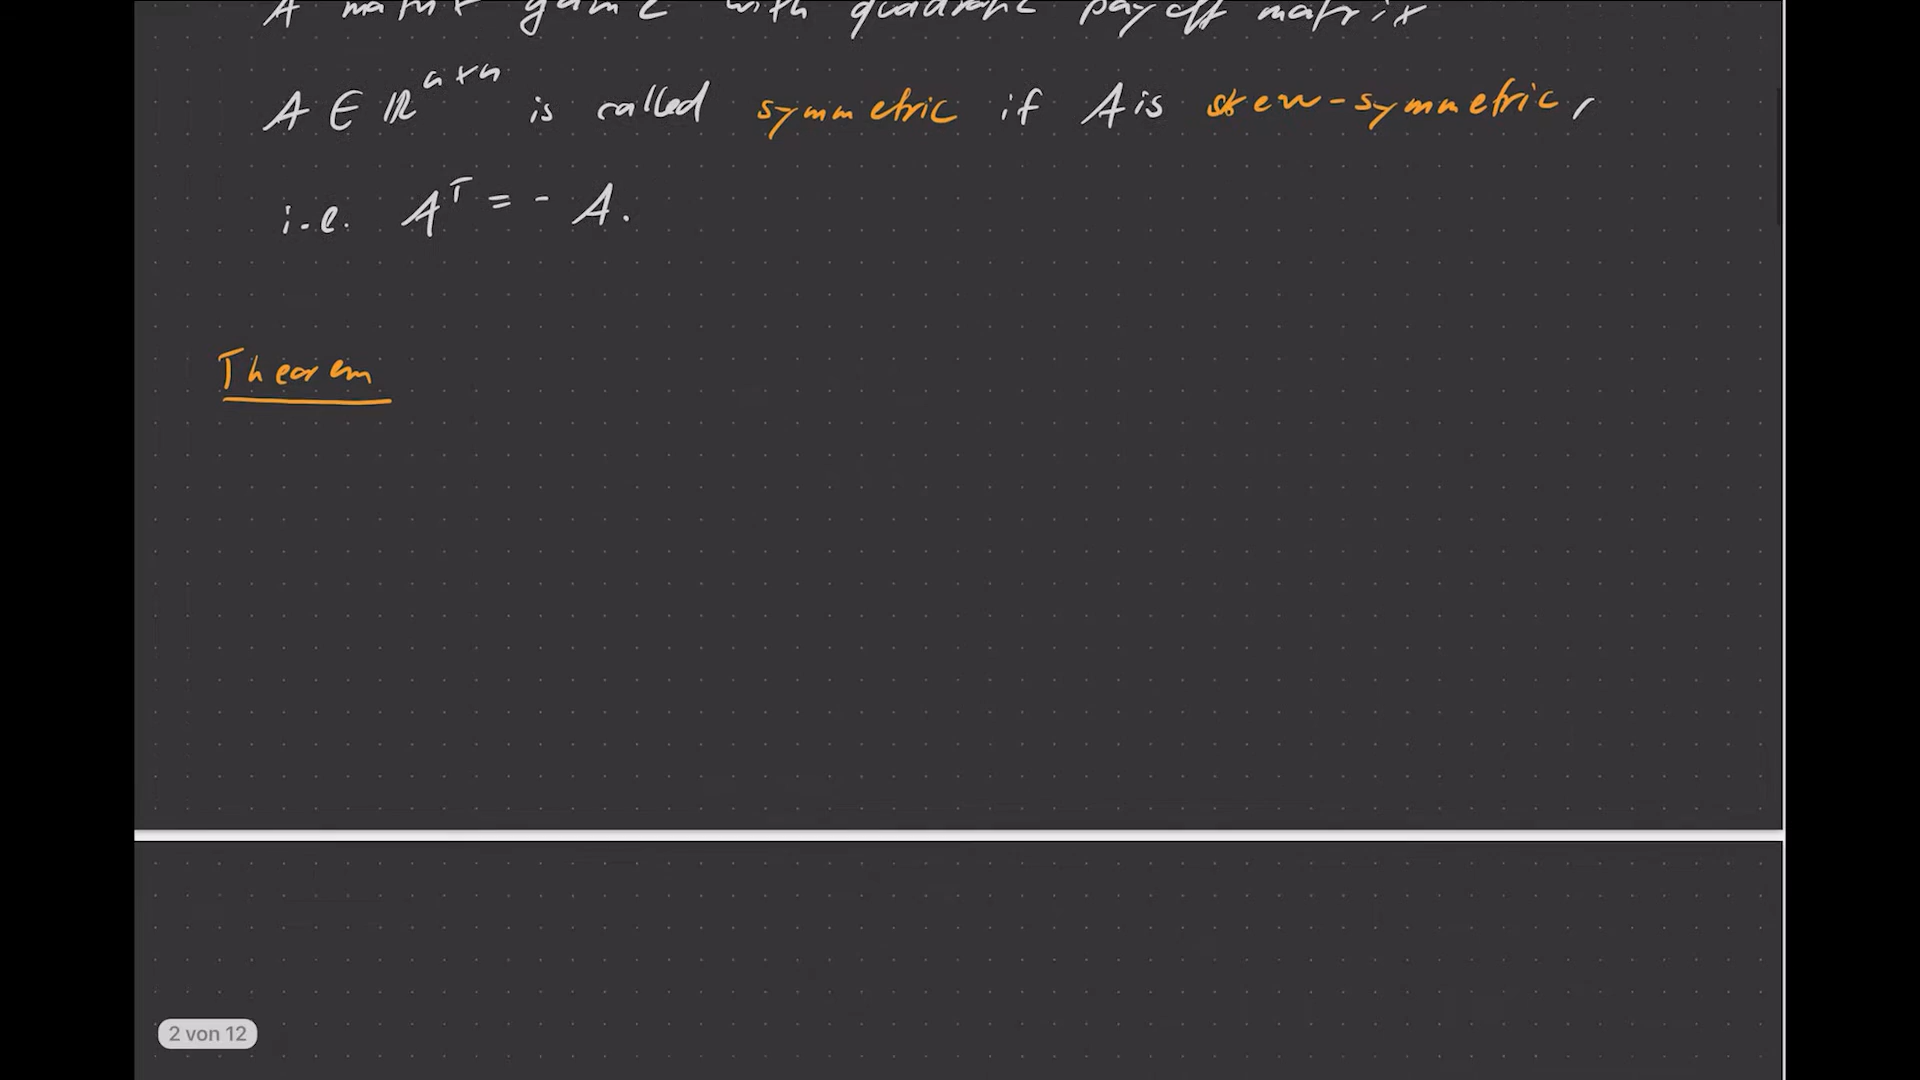 A matrix game with quadratic payoff matrix
A ∈ ℝ^{n×n} is called symmetric if A is skew-symmetric,
i.e. A^T = - A.
Theorem
2 von 12